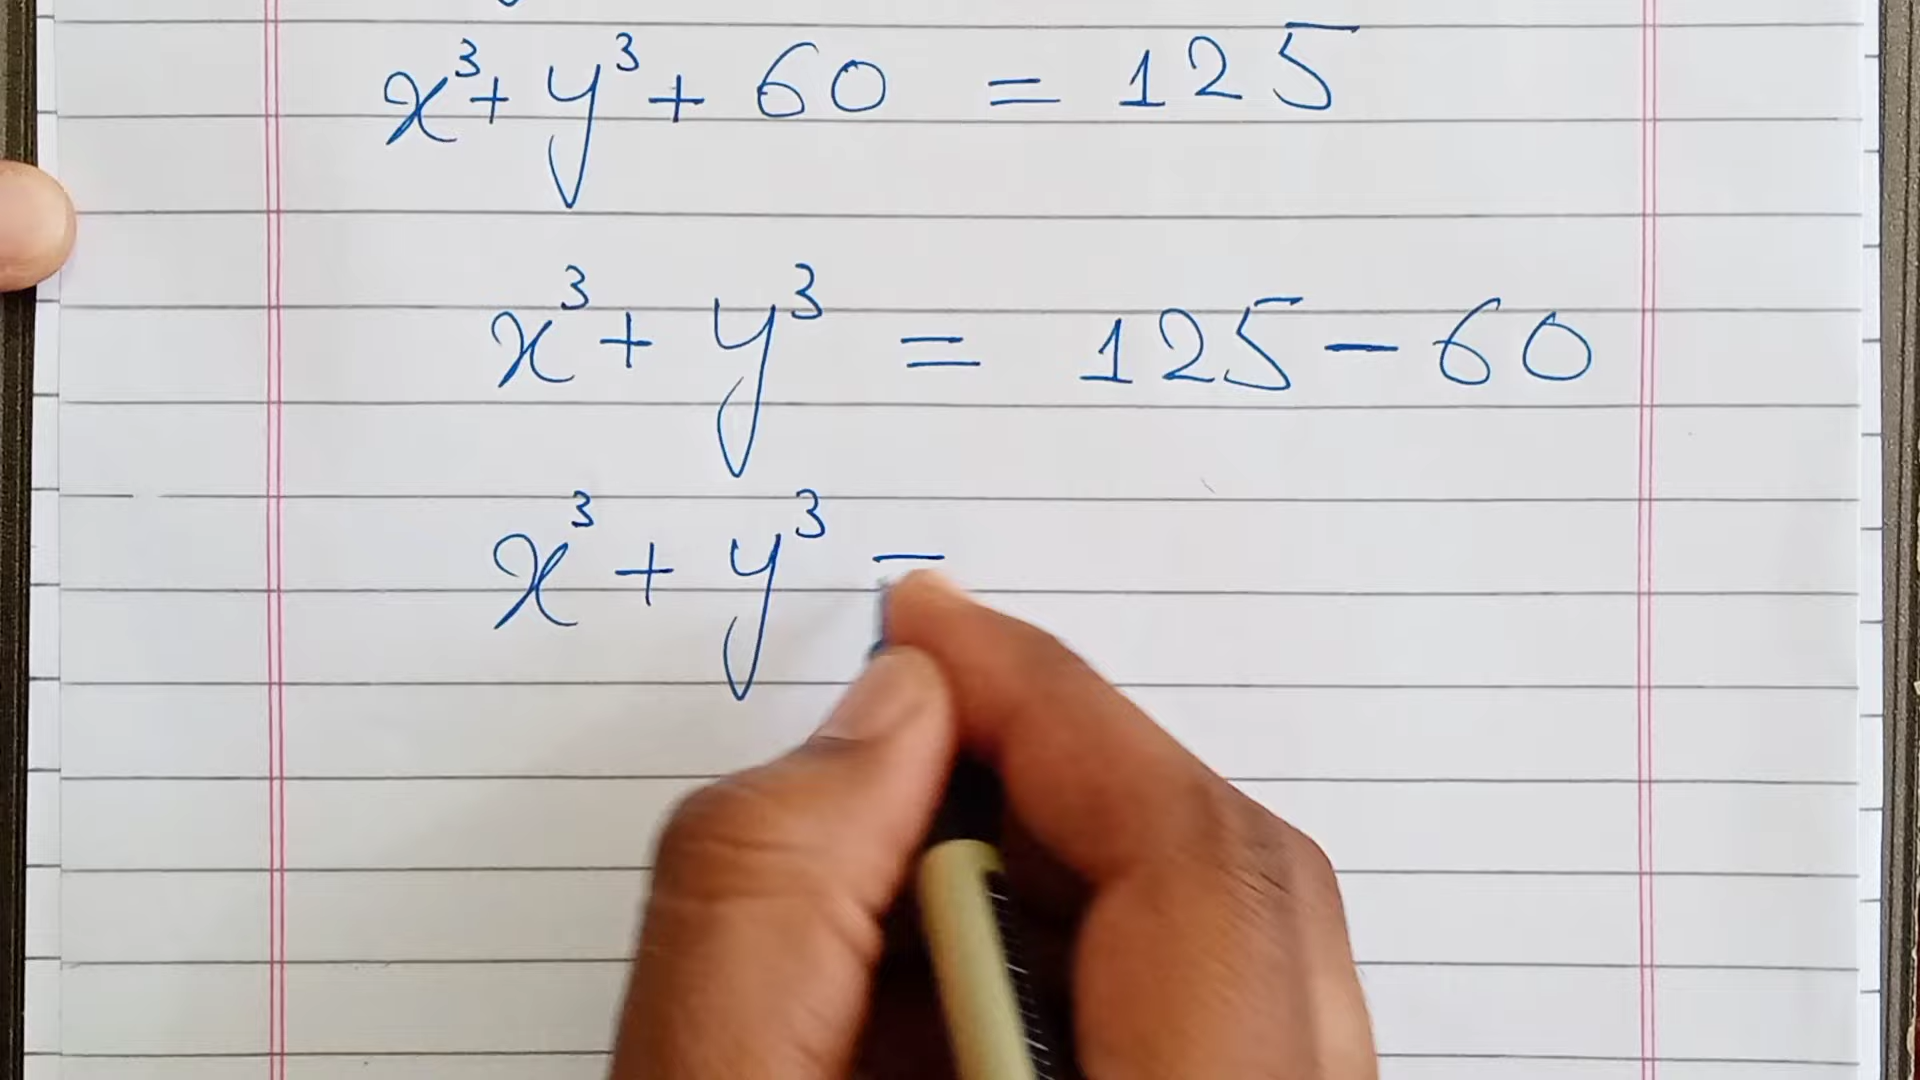 x³ + y³ + 60 = 125
x³ + y³ = 125 - 60
x³ + y³ =